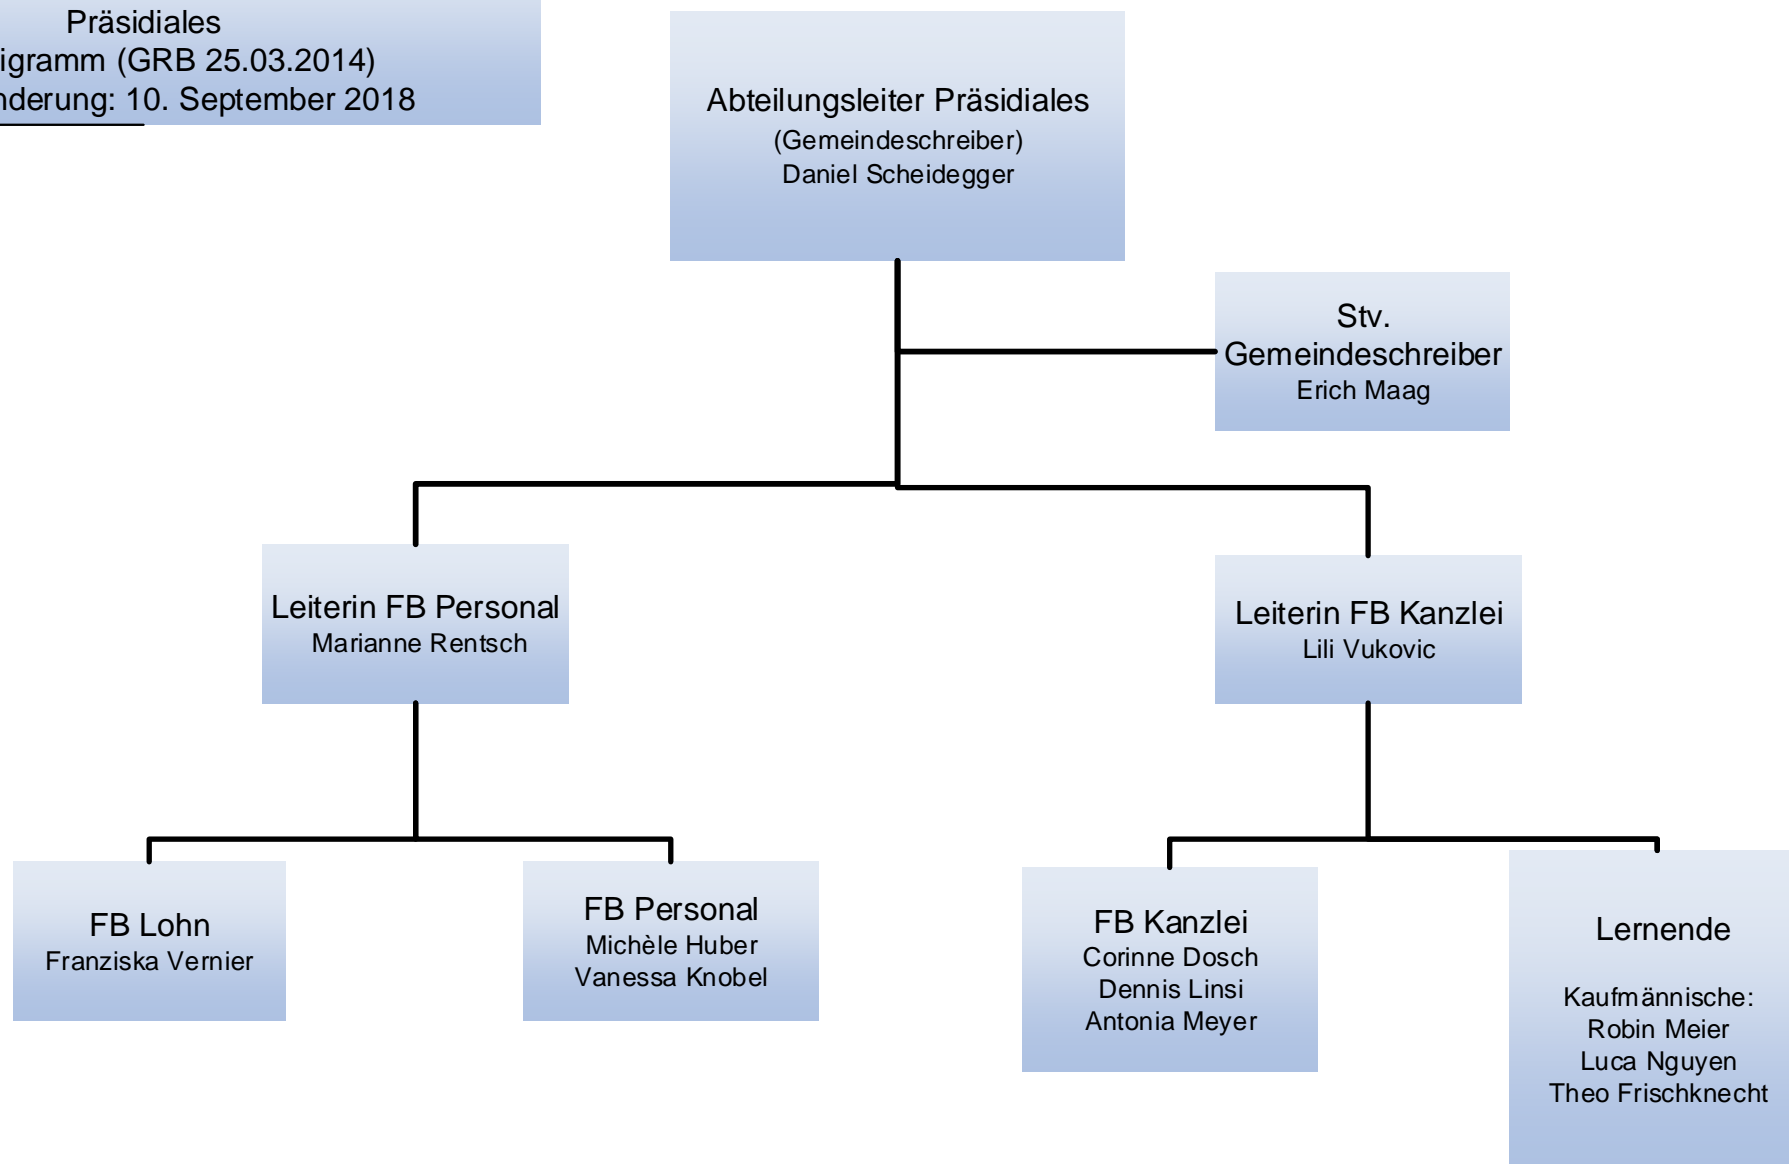 Präsidiales
igramm (GRB 25.03.2014)
nderung: 10. September 2018
Abteilungsleiter Präsidiales
(Gemeindeschreiber)
Daniel Scheidegger
Stv.
Gemeindeschreiber
Erich Maag
Leiterin FB Personal
Marianne Rentsch
Leiterin FB Kanzlei
Lili Vukovic
FB Lohn
Franziska Vernier
FB Personal
Michèle Huber
Vanessa Knobel
FB Kanzlei
Corinne Dosch
Dennis Linsi
Antonia Meyer
Lernende
Kaufmännische:
Robin Meier
Luca Nguyen
Theo Frischknecht